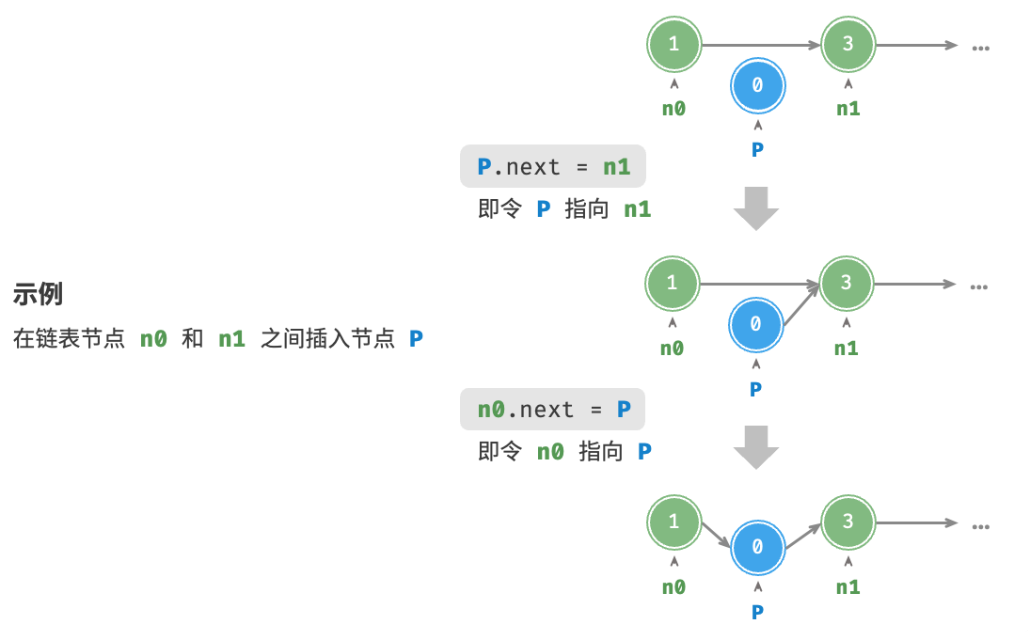 1 3 ...
0
n0 n1
P
P.next = n1
即令 P 指向 n1
1 3 ...
示例
0
在链表节点 n0 和 n1 之间插入节点 P
n0 n1
P
n0.next = P
即令 n0 指向 P
1 3 ...
0
n0 n1
P